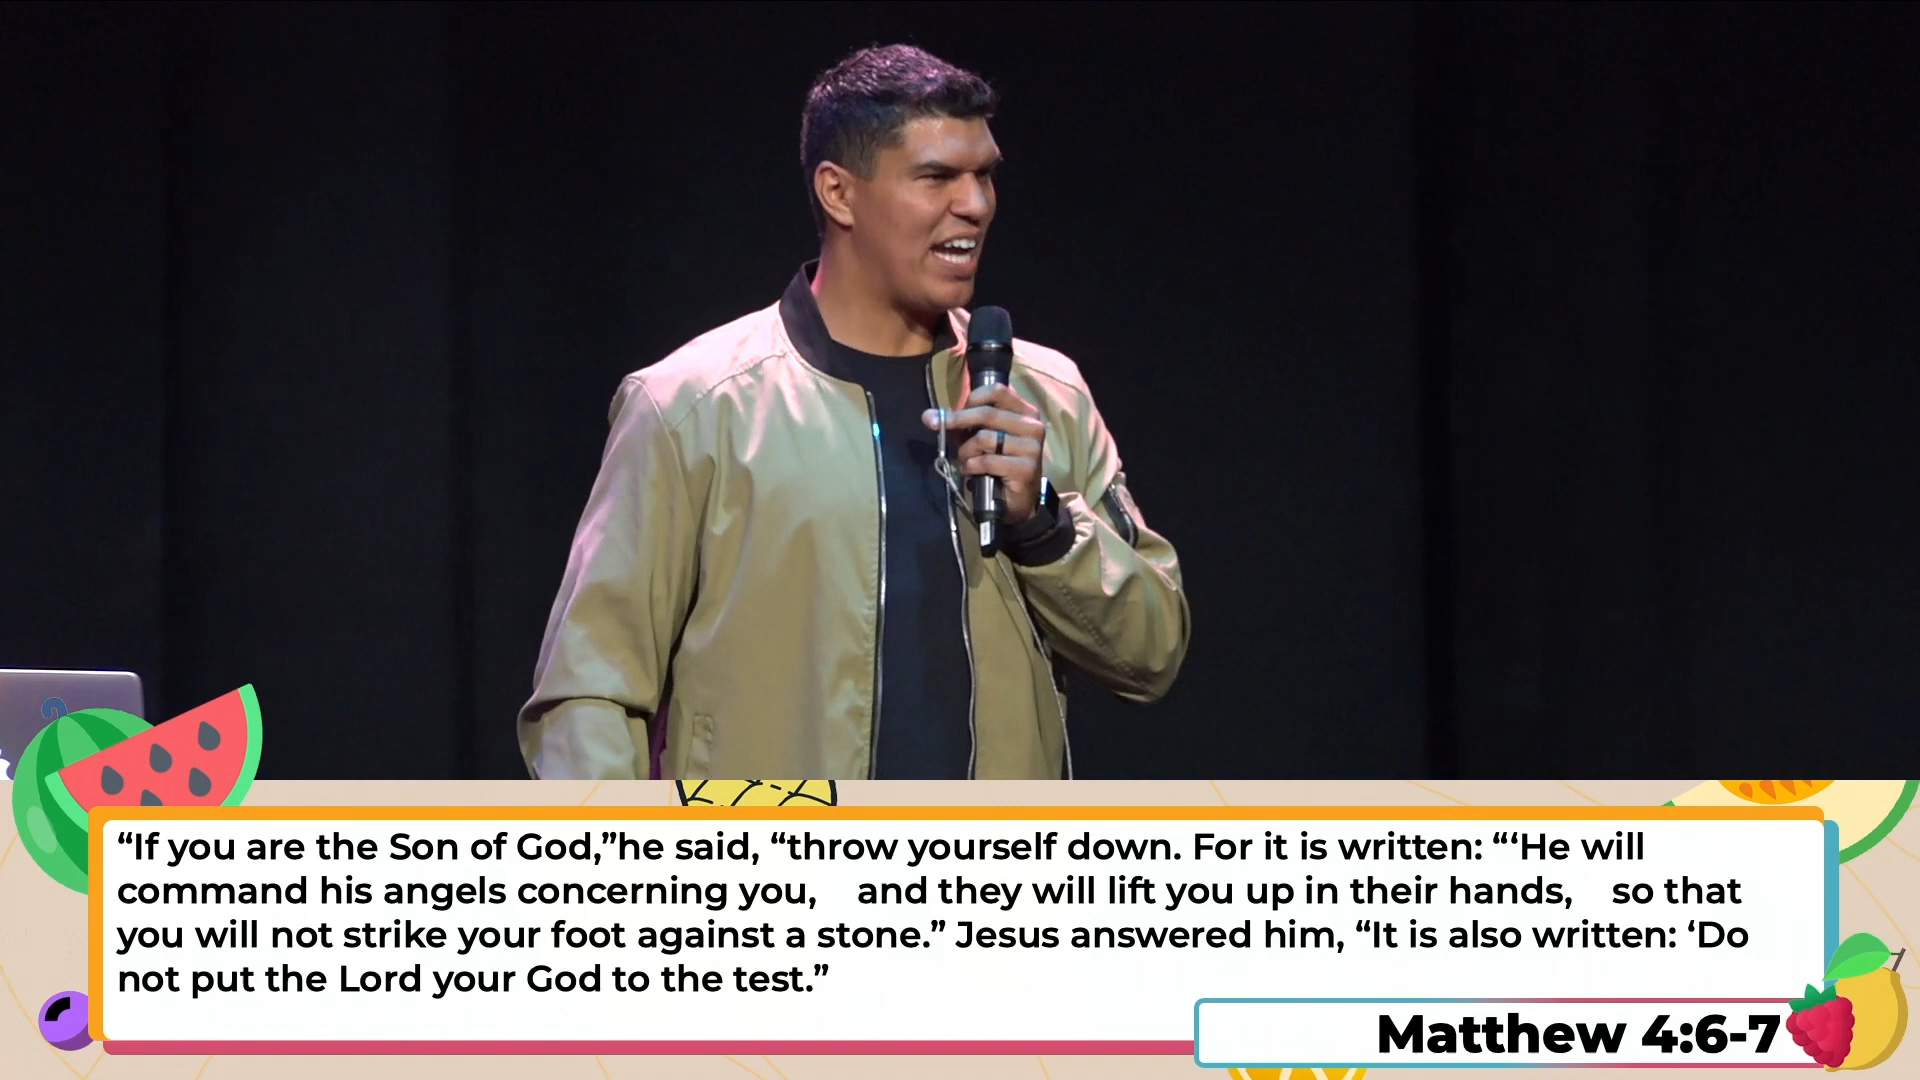 “If you are the Son of God,”he said, “throw yourself down. For it is written: “‘He will
command his angels concerning you,    and they will lift you up in their hands,    so that
you will not strike your foot against a stone.” Jesus answered him, “It is also written: ‘Do
not put the Lord your God to the test.”
Matthew 4:6-7